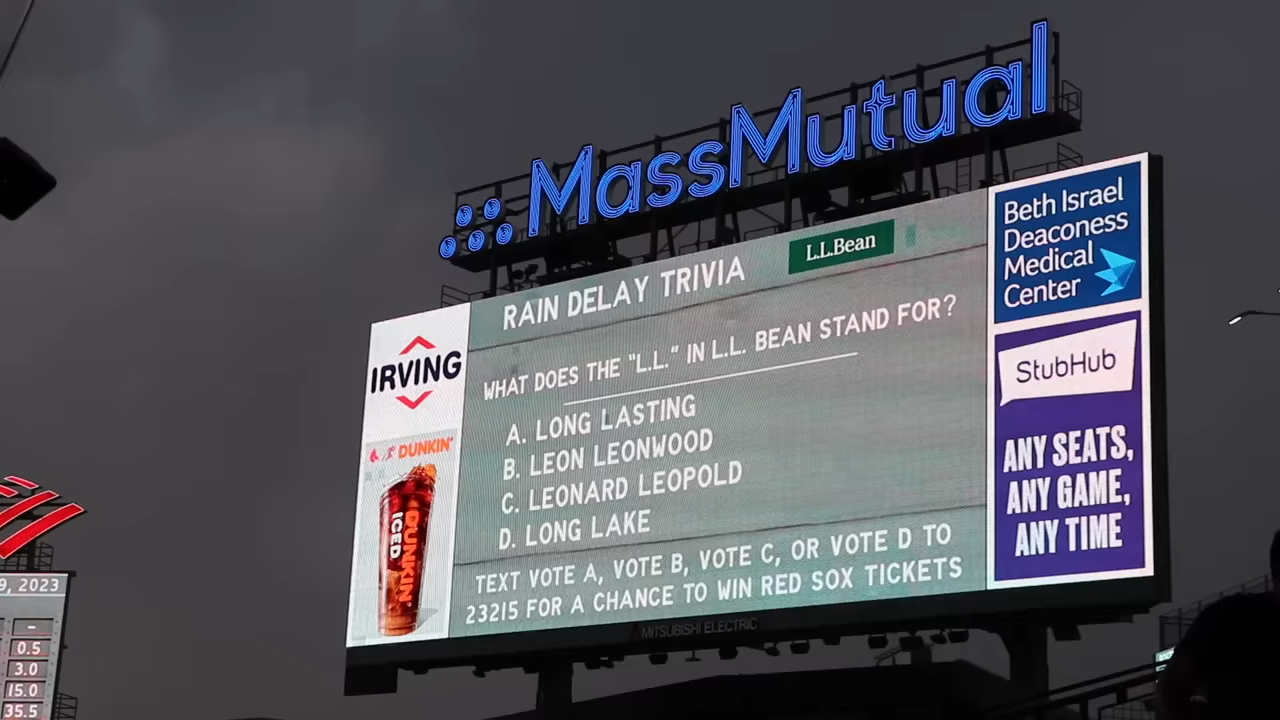 MassMutual
L.L.Bean
RAIN DELAY TRIVIA
WHAT DOES THE "L.L." IN L.L. BEAN STAND FOR?
A. LONG LASTING
B. LEON LEONWOOD
C. LEONARD LEOPOLD
D. LONG LAKE
TEXT VOTE A, VOTE B, VOTE C, OR VOTE D TO
23215 FOR A CHANCE TO WIN RED SOX TICKETS
IRVING
DUNKIN'
ICED
DUNKIN'
Beth Israel
Deaconess
Medical
Center
StubHub
ANY SEATS,
ANY GAME,
ANY TIME
MITSUBISHI ELECTRIC
9, 2023
-
0.5
3.0
15.0
35.5